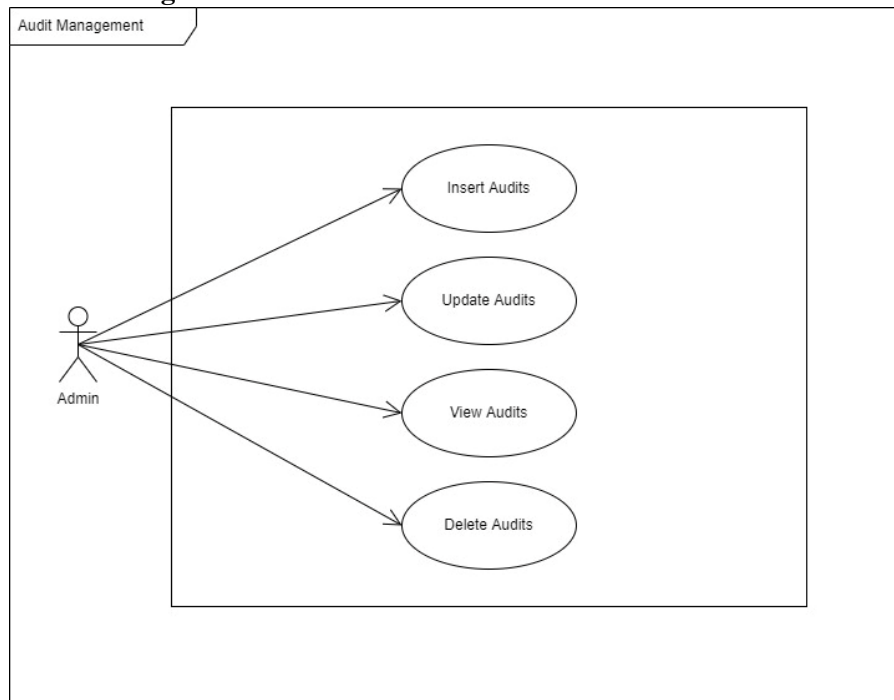 Audit Management
Insert Audits
Update Audits
View Audits
Admin
Delete Audits